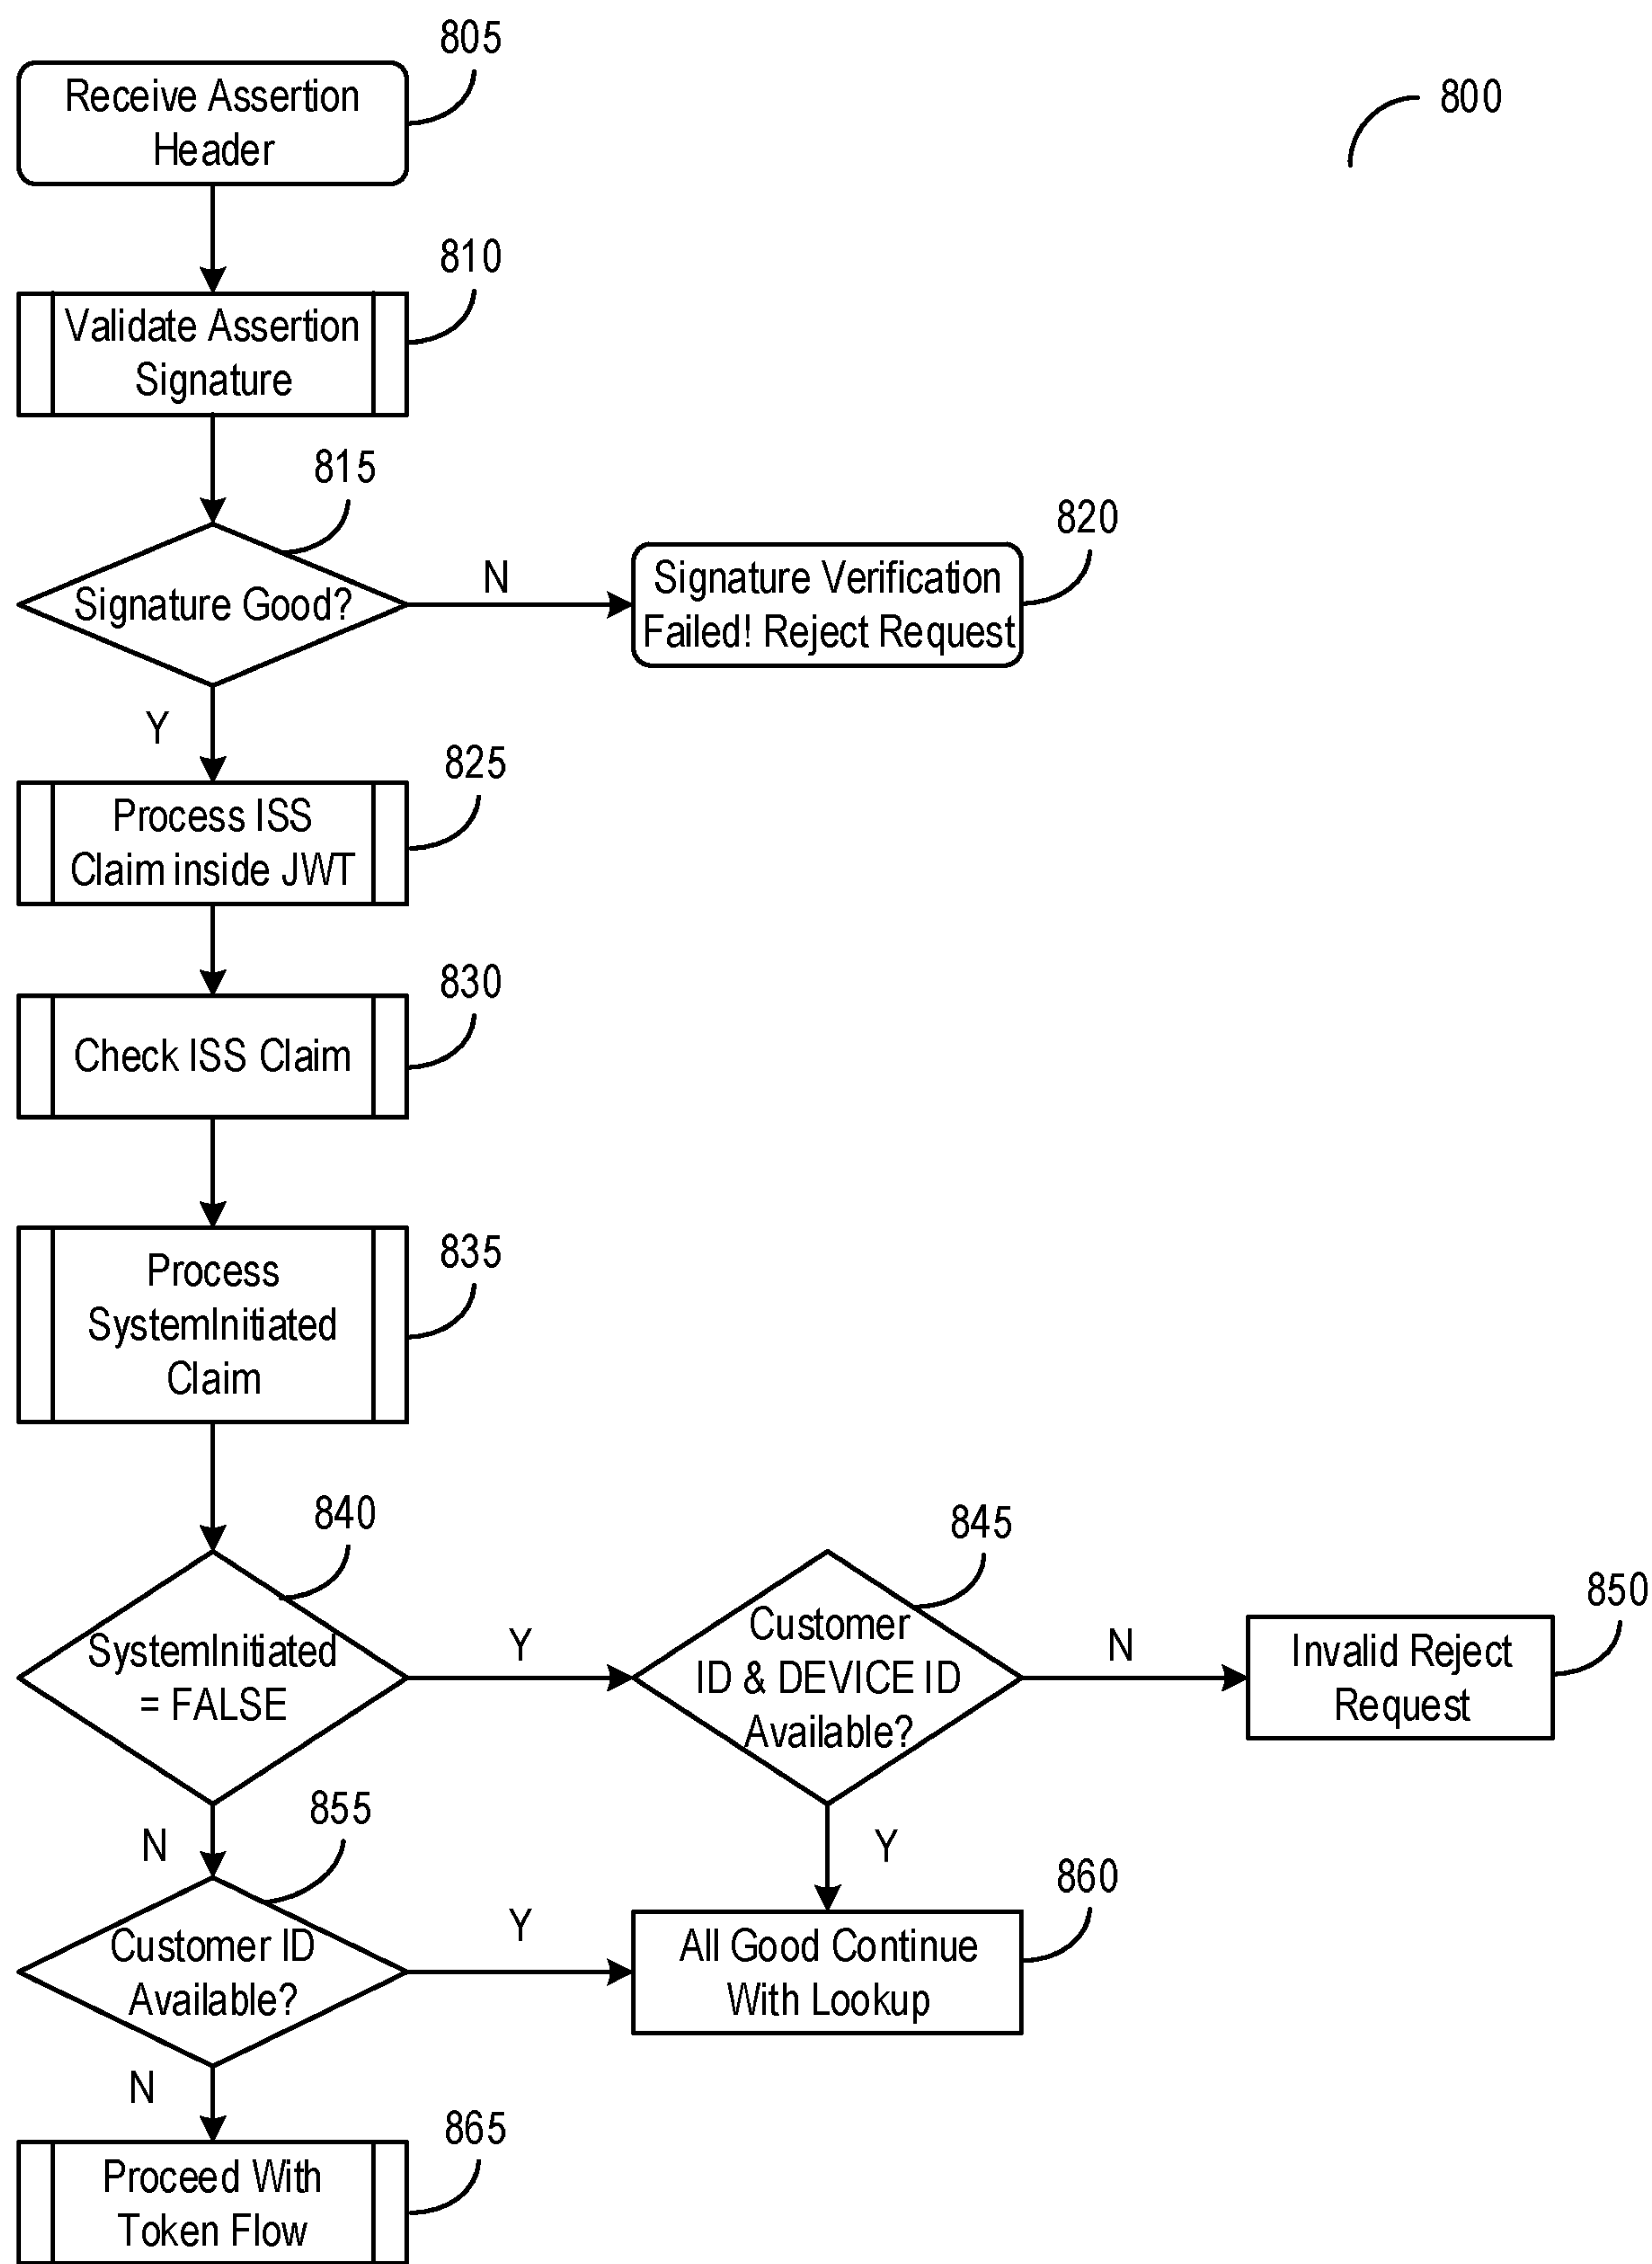 805
Receive Assertion
Header
800
810
Validate Assertion
Signature
815
Signature Good?
N
820
Signature Verification
Failed! Reject Request
Y
825
Process ISS
Claim inside JWT
830
Check ISS Claim
835
Process
SystemInitiated
Claim
840
SystemInitiated
= FALSE
Y
845
Customer
ID & DEVICE ID
Available?
N
850
Invalid Reject
Request
N
855
Customer ID
Available?
Y
Y
860
All Good Continue
With Lookup
N
865
Proceed With
Token Flow